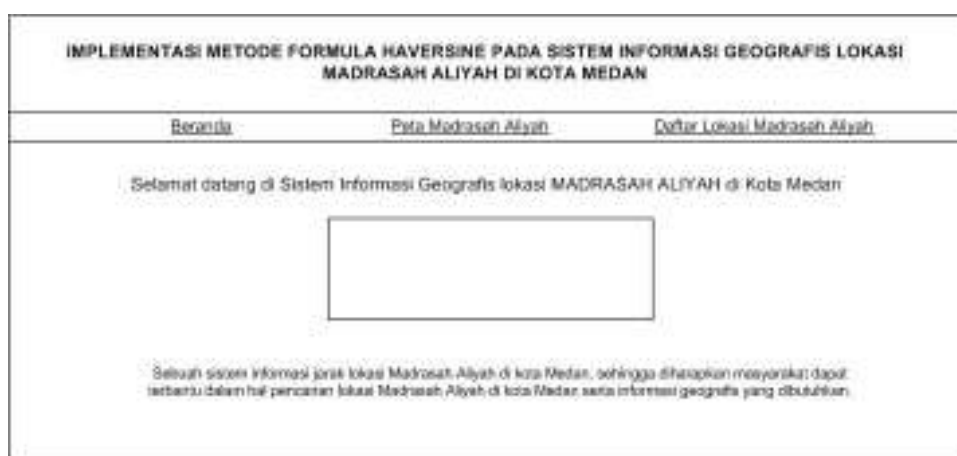 IMPLEMENTASI METODE FORMULA HAVERSINE PADA SISTEM INFORMASI GEOGRAFIS LOKASI
MADRASAH ALIYAH DI KOTA MEDAN
Beranda Peta Madrasah Aliyah Daftar Lokasi Madrasah Aliyah
Selamat datang di Sistem Informasi Geografis lokasi MADRASAH ALIYAH di Kota Medan
Sebuah sistem informasi jarak lokasi Madrasah Aliyah di kota Medan, sehingga diharapkan masyarakat dapat
terbantu dalam hal pencarian lokasi Madrasah Aliyah di kota Medan serta informasi geografis yang dibutuhkan